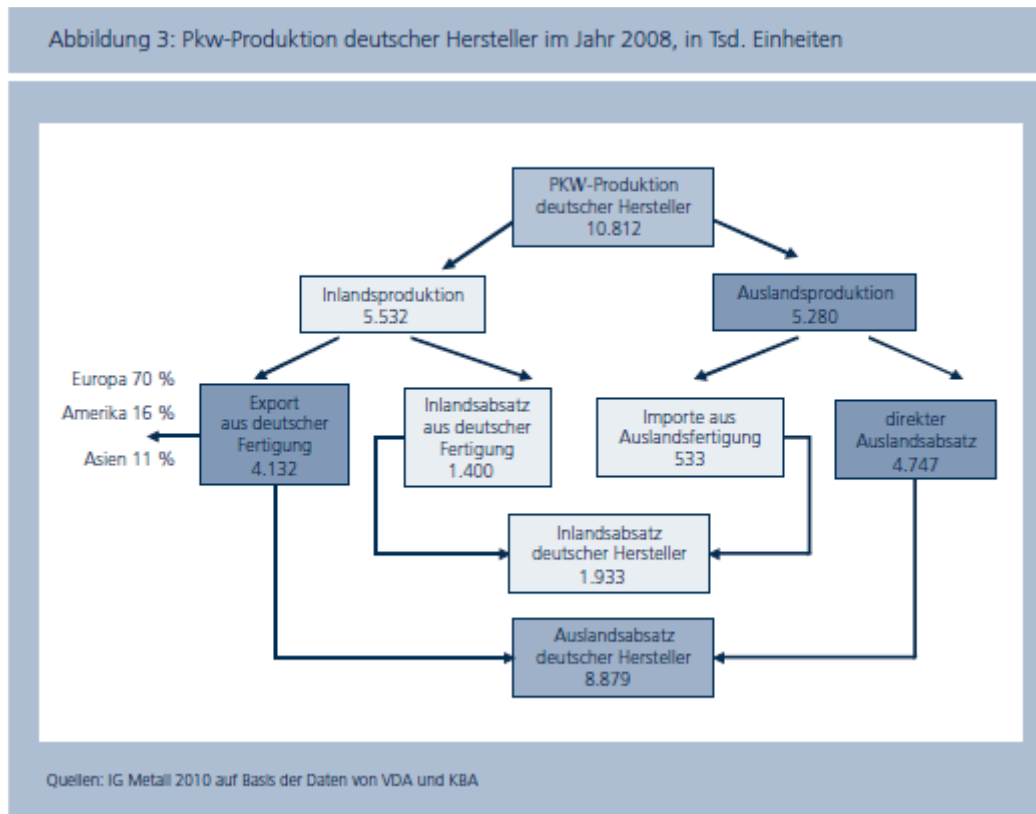 Abbildung 3: Pkw-Produktion deutscher Hersteller im Jahr 2008, in Tsd. Einheiten
PKW-Produktion
deutscher Hersteller
10.812
Inlandsproduktion
5.532
Auslandsproduktion
5.280
Europa 70 %
Amerika 16 %
Asien 11 %
Export
aus deutscher
Fertigung
4.132
Inlandsabsatz
aus deutscher
Fertigung
1.400
Importe aus
Auslandsfertigung
533
direkter
Auslandsabsatz
4.747
Inlandsabsatz
deutscher Hersteller
1.933
Auslandsabsatz
deutscher Hersteller
8.879
Quellen: IG Metall 2010 auf Basis der Daten von VDA und KBA